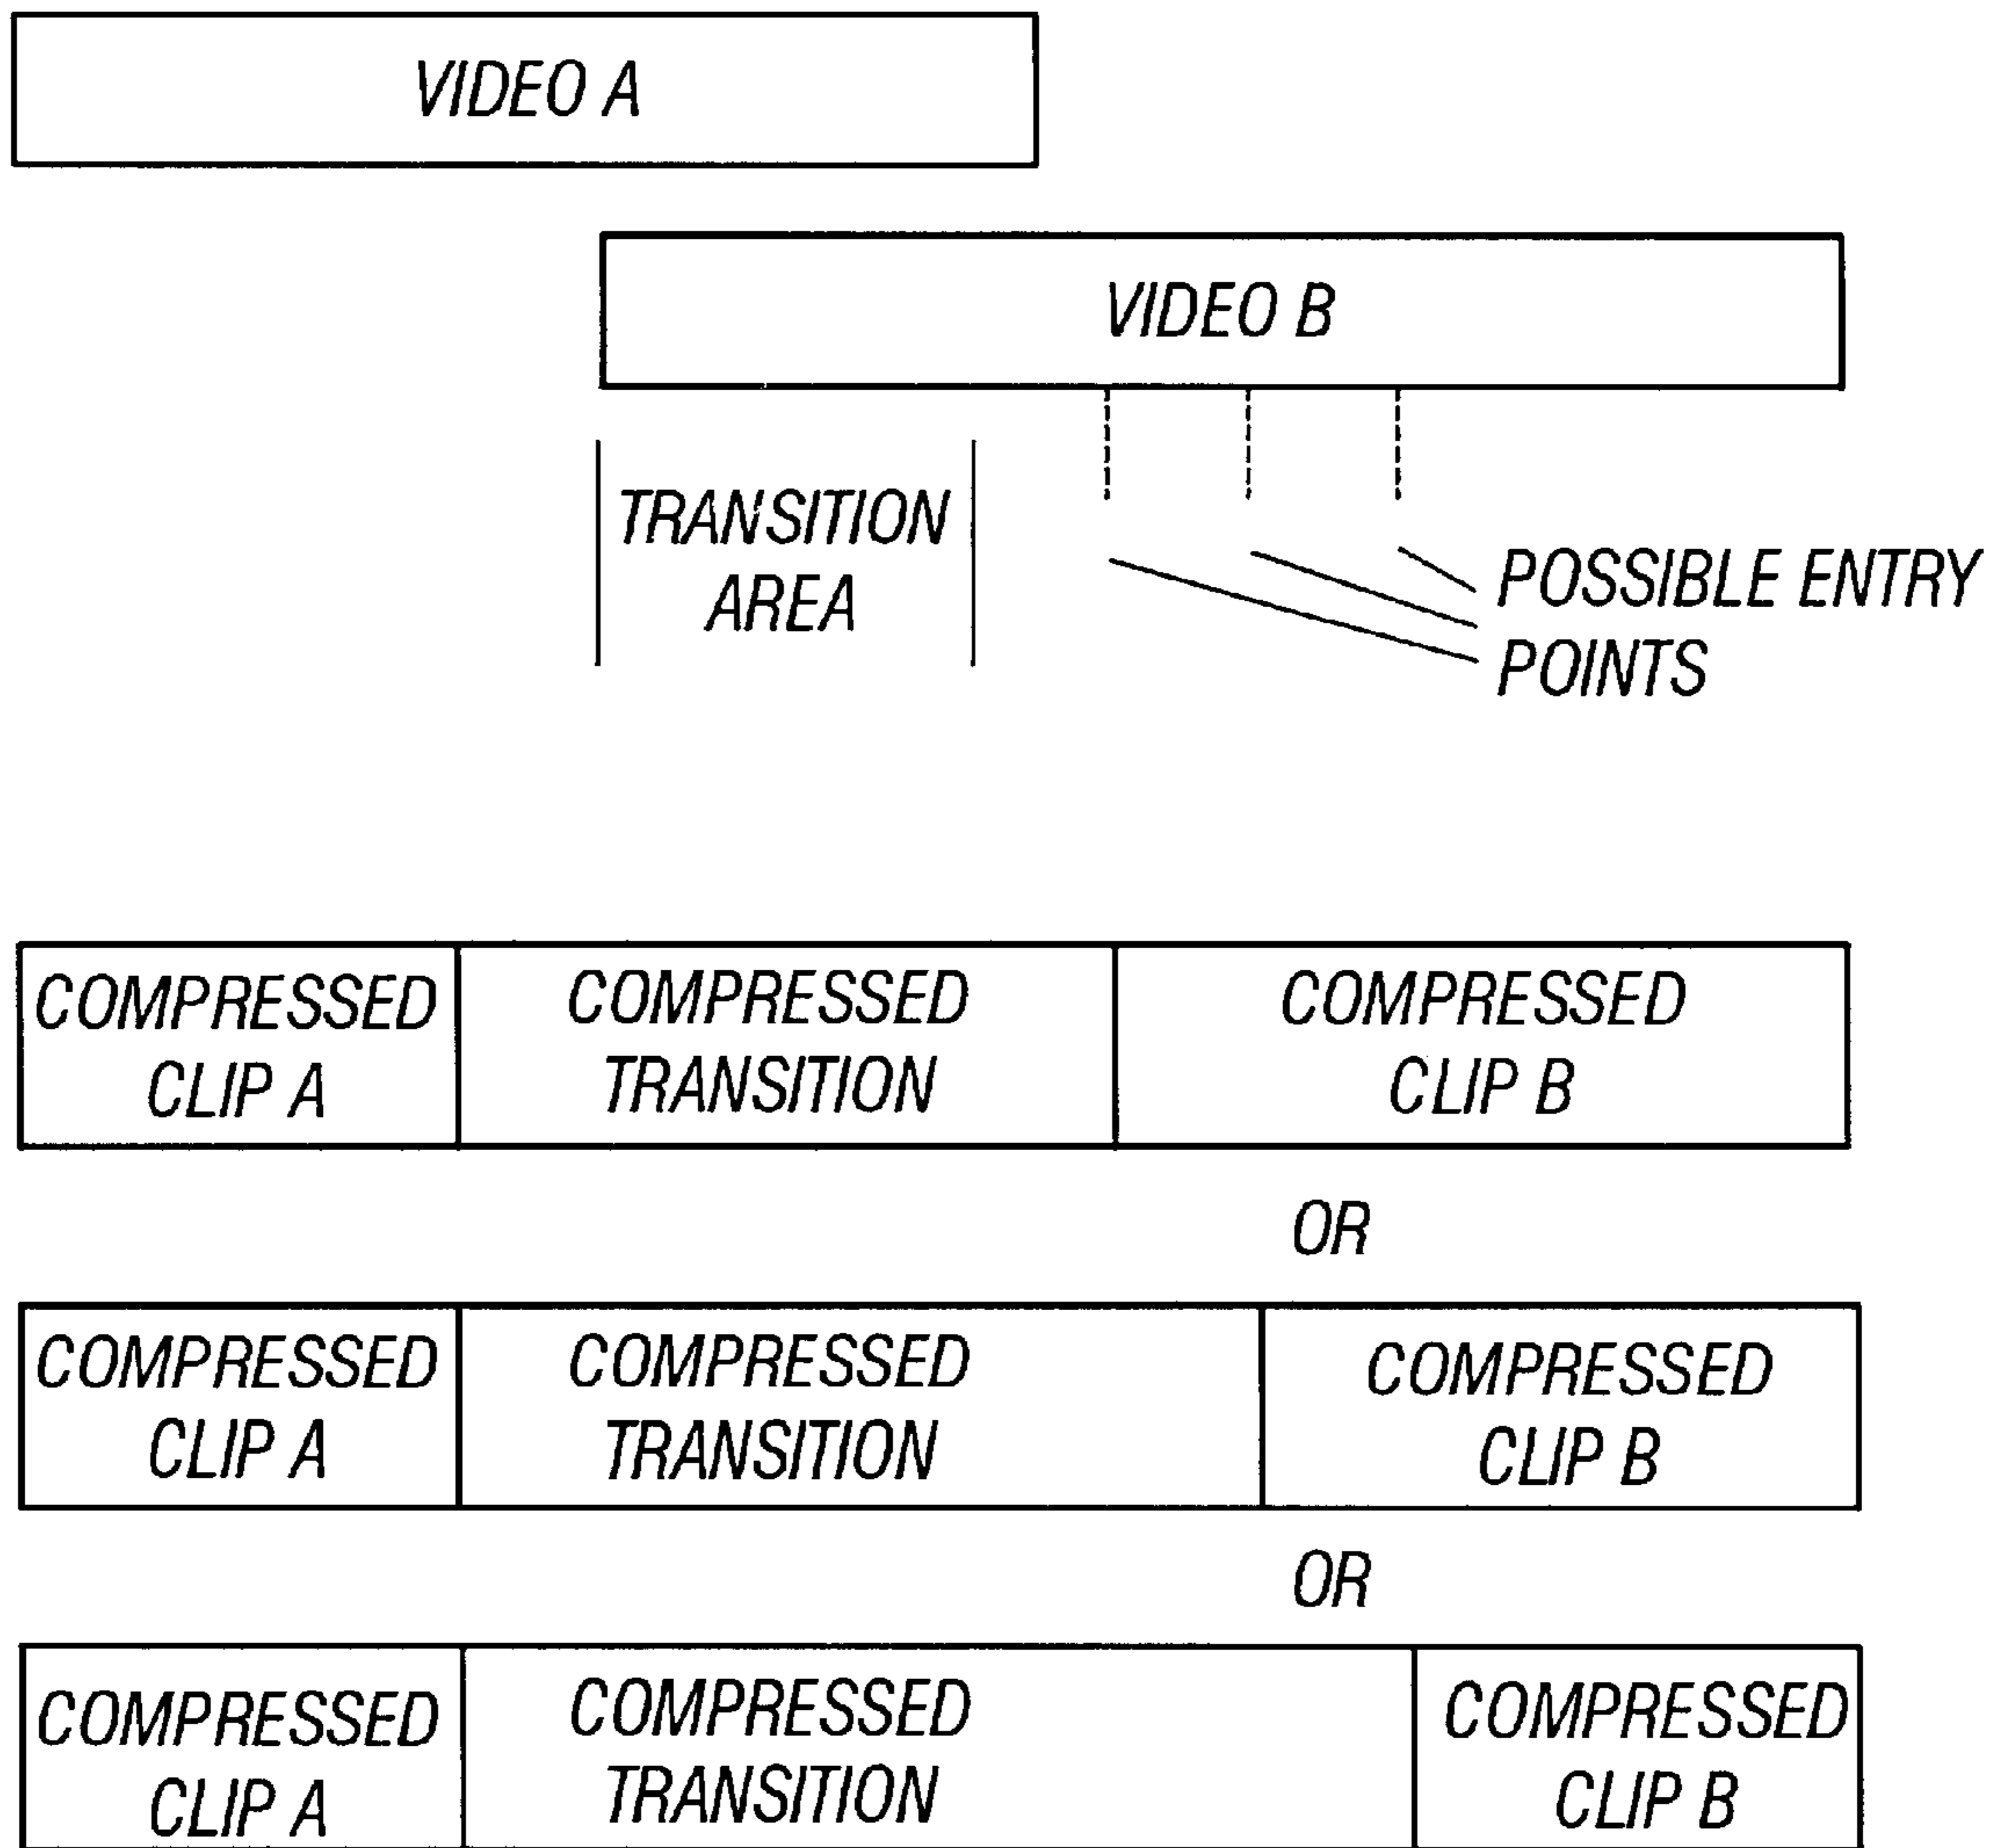 VIDEO A
VIDEO B
TRANSITION
AREA
POSSIBLE ENTRY
POINTS
COMPRESSED
CLIP A
COMPRESSED
TRANSITION
COMPRESSED
CLIP B
OR
COMPRESSED
CLIP A
COMPRESSED
TRANSITION
COMPRESSED
CLIP B
OR
COMPRESSED
CLIP A
COMPRESSED
TRANSITION
COMPRESSED
CLIP B